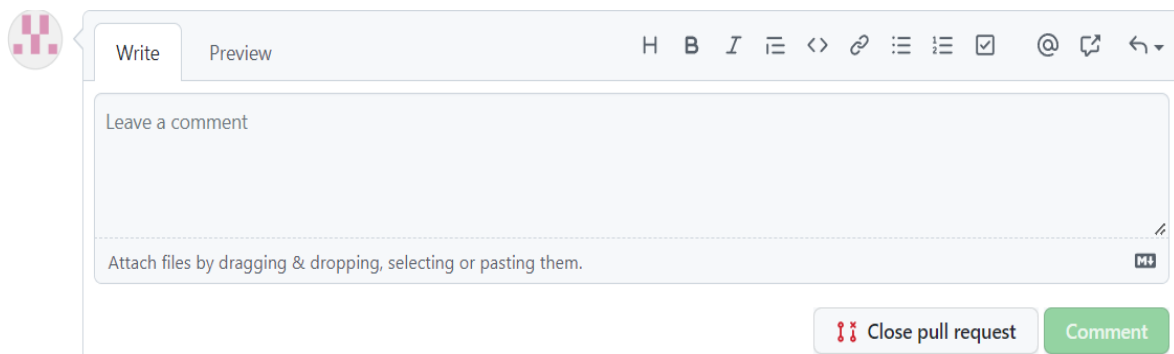 Write Preview H B I <> @
Leave a comment
Attach files by dragging & dropping, selecting or pasting them. M↓
Close pull request Comment